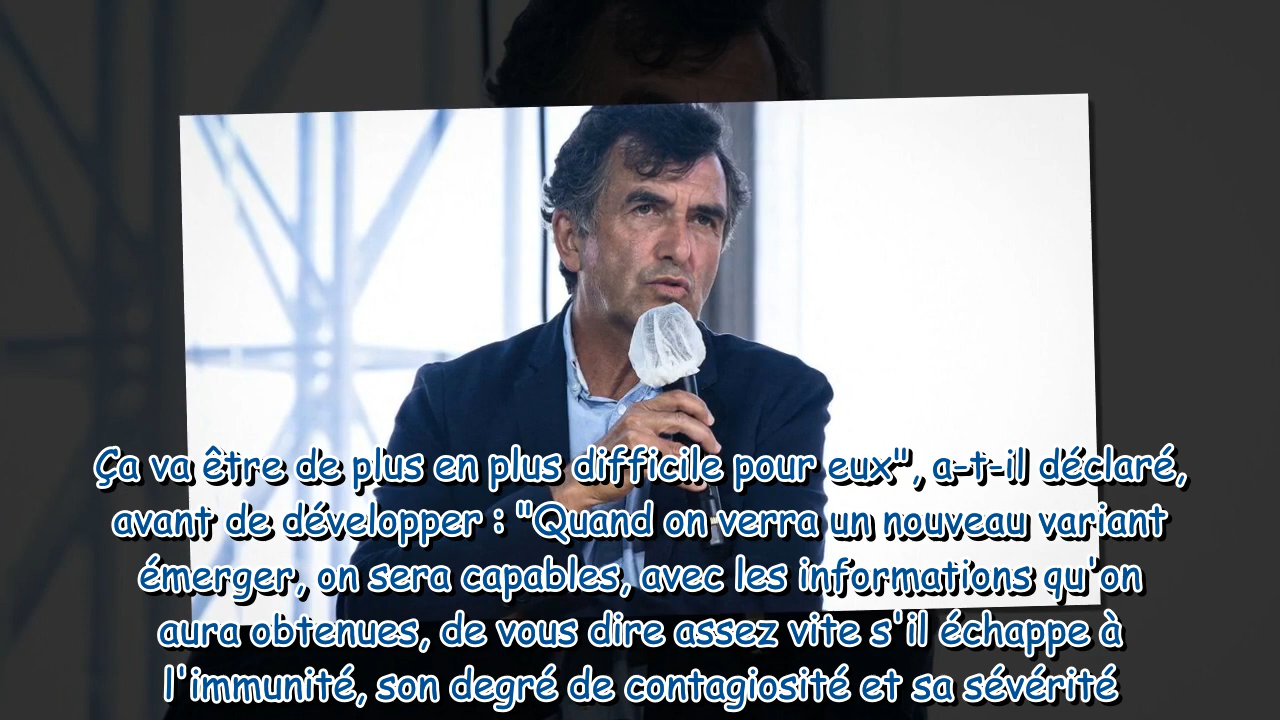 Ça va être de plus en plus difficile pour eux", a-t-il déclaré,
avant de développer : "Quand on verra un nouveau variant
émerger, on sera capables, avec les informations qu'on
aura obtenues, de vous dire assez vite s'il échappe à
l'immunité, son degré de contagiosité et sa sévérité